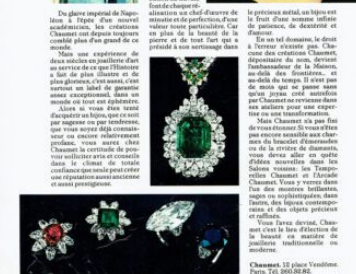 Du glaive impérial de Napo-
léon à l'épée d'un nouvel
académicien, les créations
Chaumet ont depuis toujours
comblé plus d'un grand de ce
monde.
Mais une expérience de
deux siècles en joaillerie d'art
au service de ce que l'Histoire
a fait de plus illustre et de
plus glorieux, c'est aussi, c'est
surtout un label de garantie
assez exceptionnel, dans un
monde où tout est éphémère.
Alors si vous êtes tenté
d'acquérir un bijou, que ce soit
par sagesse ou par tendresse,
que vous soyez déjà connais-
seur ou encore relativement
profane, vous aurez chez
Chaumet la certitude de pou-
voir solliciter avis et conseils
dans le climat de totale
confiance que seule peut créer
une réputation aussi ancienne
et aussi prestigieuse.
font de chaque ré-
alisation un chef-d'œuvre de
minutie et de perfection, d'une
valeur toute particulière. Car
en plus de la beauté de la
pierre et de tout l'art qui a
présidé à son sertissage dans
le précieux métal, un bijou est
le fruit d'une somme infinie
de patience, de dextérité et
d'amour.
En un tel domaine, le droit
à l'erreur n'existe pas. Cha-
cune des créations Chaumet,
dépositaire du nom, devient
l'ambassadeur de la Maison,
au-delà des frontières, et
au-delà du temps. Il n'est pas
de mois qui se passe sans
qu'un joyau créé autrefois
par Chaumet ne revienne dans
ses ateliers pour une exper-
tise ou une transformation.
Mais Chaumet n'a pas fini
de vous étonner. Si vous n'êtes
pas encore sensible aux char-
mes du bracelet d'émeraudes
ou de la rivière de diamants,
vous devez aller en quête
d'idées nouvelles dans les
Salons voisins: les Tempo-
relles Chaumet et l'Arcade
Chaumet. Vous y verrez dans
l'un des montres brillantes,
sages ou sophistiquées, dans
l'autre, des bijoux contempo-
rains et des objets précieux
et raffinés.
Vous l'avez deviné, Chau-
met c'est le lieu d'élection de
la beauté en matière de
joaillerie traditionnelle ou
moderne.
Chaumet. 12 place Vendôme.
Paris. Tél. 260.32.82.